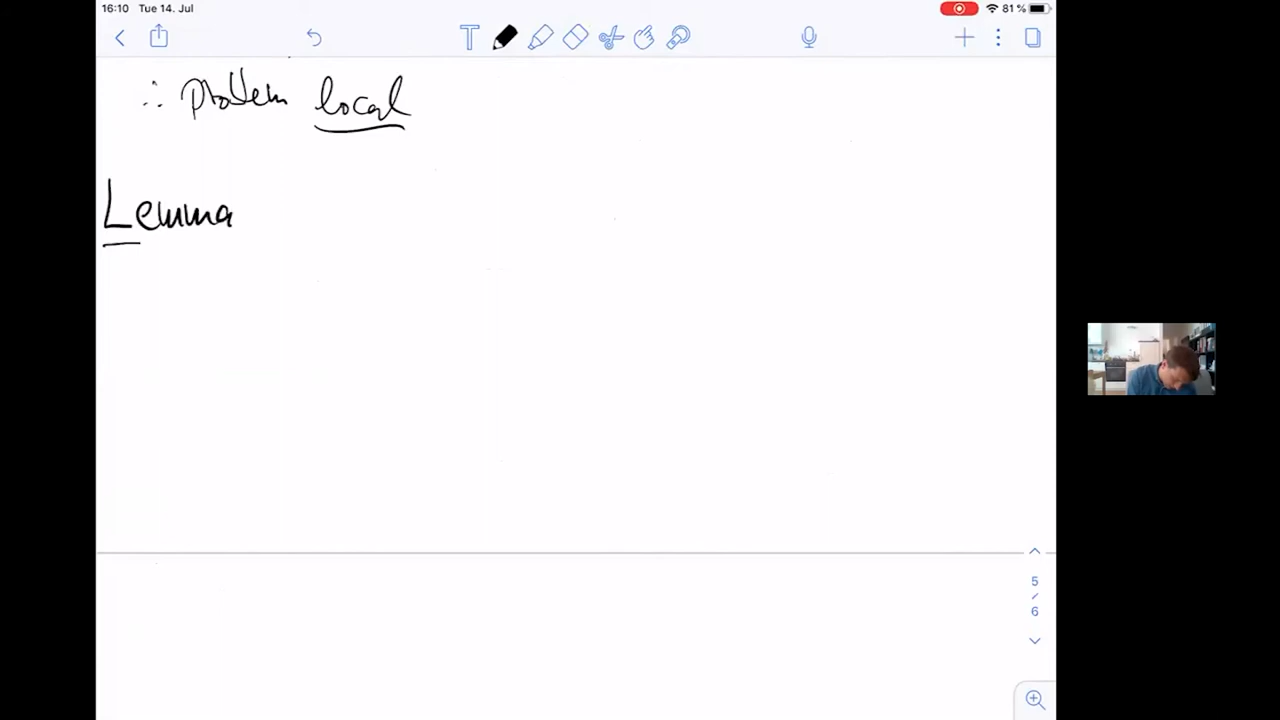 16:10 Tue 14. Jul 81 %
T
∴ problem local
Lemma
5
/
6